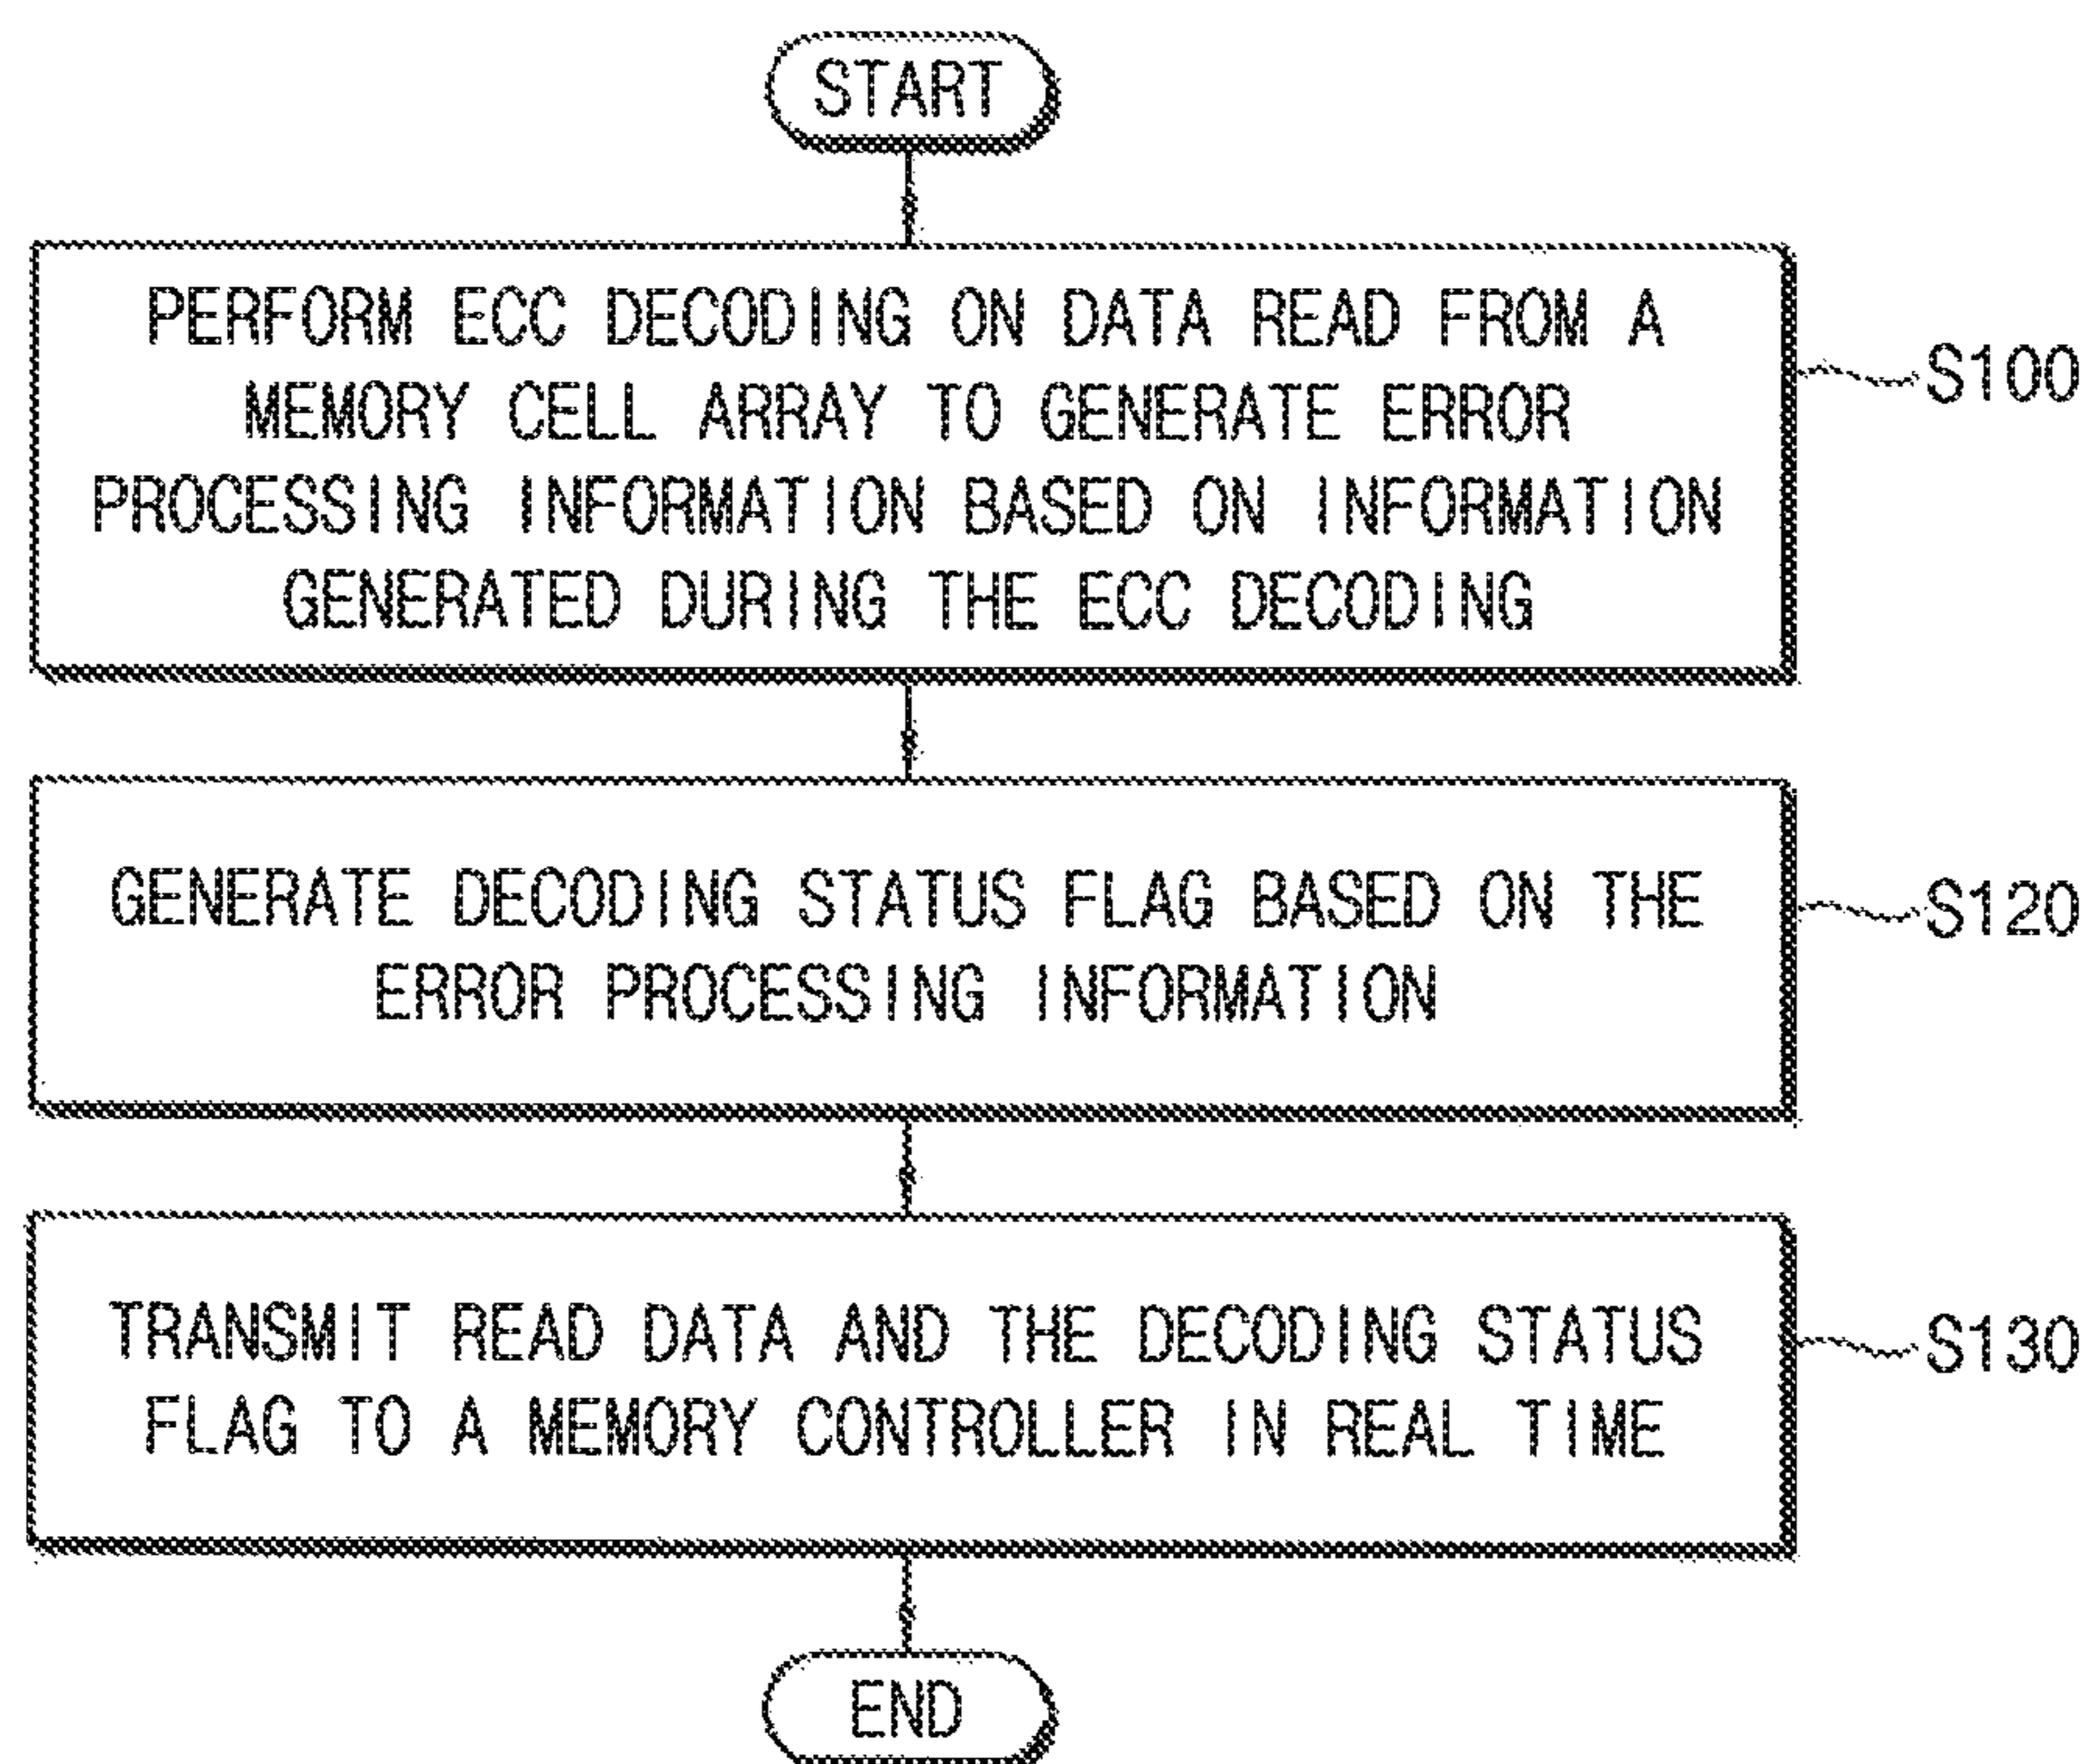 START
PERFORM ECC DECODING ON DATA READ FROM A
MEMORY CELL ARRAY TO GENERATE ERROR
PROCESSING INFORMATION BASED ON INFORMATION
GENERATED DURING THE ECC DECODING
S100
GENERATE DECODING STATUS FLAG BASED ON THE
ERROR PROCESSING INFORMATION
S120
TRANSMIT READ DATA AND THE DECODING STATUS
FLAG TO A MEMORY CONTROLLER IN REAL TIME
S130
END